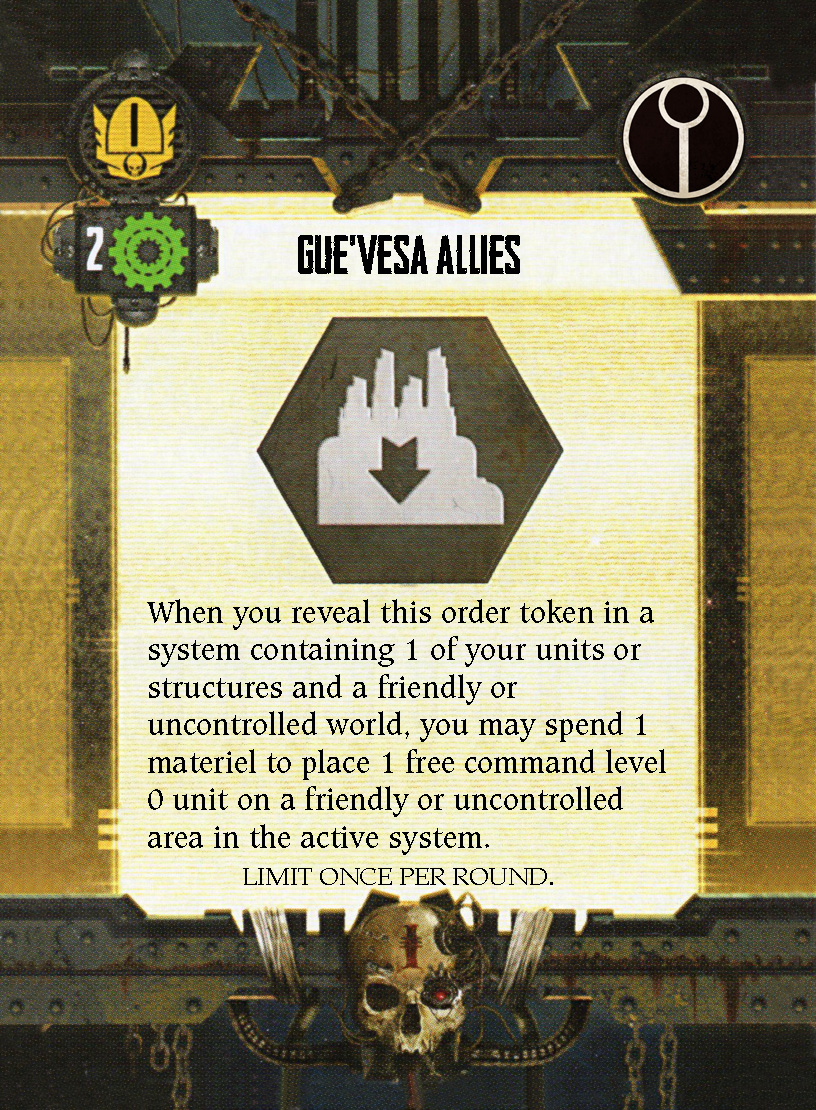 I
2
GUE'VESA ALLIES
When you reveal this order token in a
system containing 1 of your units or
structures and a friendly or
uncontrolled world, you may spend 1
materiel to place 1 free command level
0 unit on a friendly or uncontrolled
area in the active system.
LIMIT ONCE PER ROUND.
I